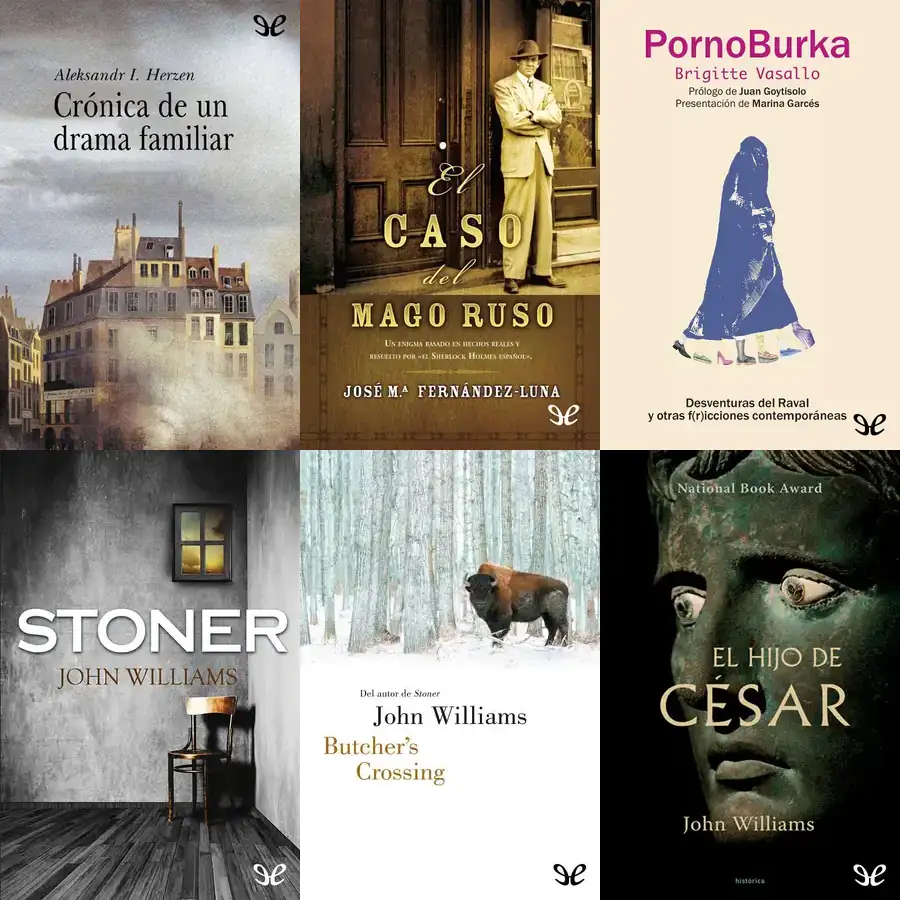 Aleksandr I. Herzen
Crónica de un
drama familiar
El
CASO
del
MAGO RUSO
UN ENIGMA BASADO EN HECHOS REALES Y
RESUELTO POR «EL SHERLOCK HOLMES ESPAÑOL».
JOSÉ M.ª FERNÁNDEZ-LUNA
PornoBurka
Brigitte Vasallo
Prólogo de Juan Goytisolo
Presentación de Marina Garcés
Desventuras del Raval
y otras f(r)icciones contemporáneas
STONER
JOHN WILLIAMS
Del autor de Stoner
John Williams
Butcher's
Crossing
National Book Award
EL HIJO DE
CÉSAR
John Williams
histórica